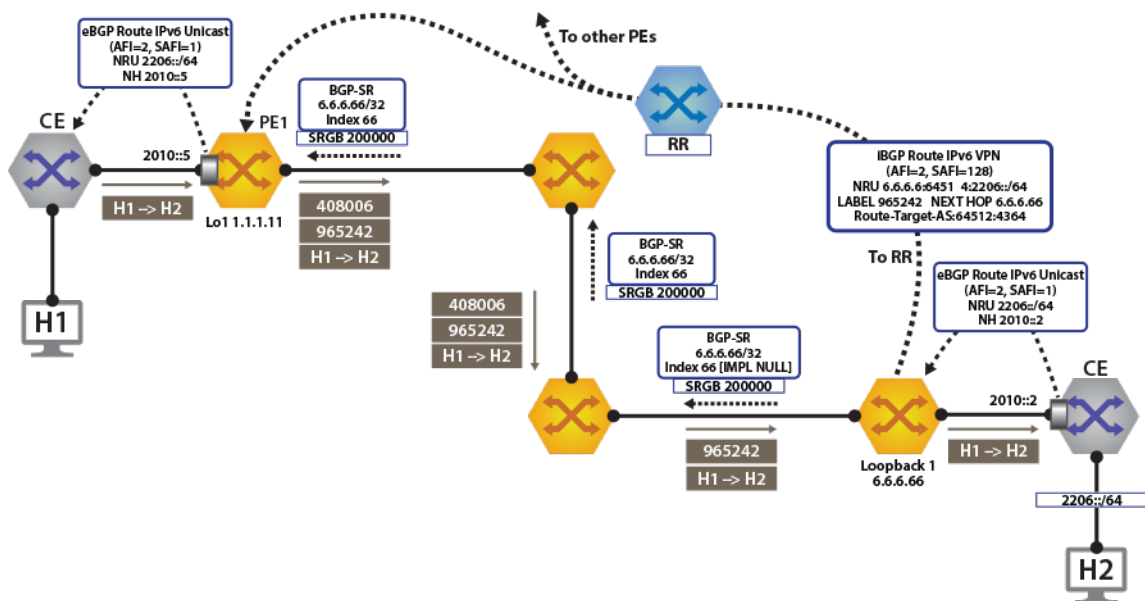 eBGP Route IPv6 Unicast
(AFI=2, SAFI=1)
NRU 2206::/64
NH 2010::5
To other PEs
CE
PE1
2010::5
BGP-SR
6.6.6.66/32
Index 66
SRGB 200000
RR
H1 --> H2
Lo1 1.1.1.11
408006
965242
H1 --> H2
iBGP Route IPv6 VPN
(AFI=2, SAFI=128)
NRU 6.6.6.6:6451 4:2206::/64
LABEL 965242 NEXT HOP 6.6.6.66
Route-Target-AS:64512:4364
To RR
BGP-SR
6.6.6.66/32
Index 66
SRGB 200000
H1
408006
965242
H1 --> H2
BGP-SR
6.6.6.66/32
Index 66 [IMPL NULL]
SRGB 200000
eBGP Route IPv6 Unicast
(AFI=2, SAFI=1)
NRU 2206::/64
NH 2010::2
CE
2010::2
965242
H1 --> H2
Loopback 1
6.6.6.66
H1 --> H2
2206::/64
H2